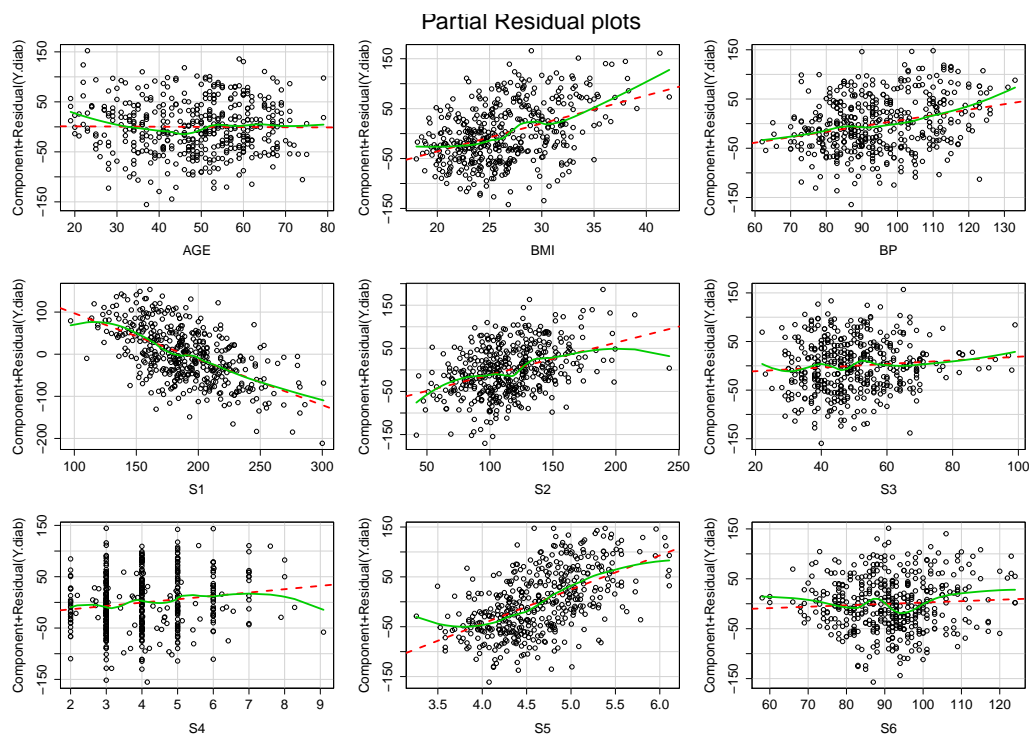 Partial Residual plots
Component+Residual(Y.diab)
-150 -50 50 150
20 30 40 50 60 70 80
AGE
Component+Residual(Y.diab)
-150 -50 50 150
20 25 30 35 40
BMI
Component+Residual(Y.diab)
-150 -50 50 150
60 70 80 90 100 110 120 130
BP
Component+Residual(Y.diab)
-200 -100 0 100
100 150 200 250 300
S1
Component+Residual(Y.diab)
-150 -50 50 150
50 100 150 200 250
S2
Component+Residual(Y.diab)
-150 -50 50 150
20 40 60 80 100
S3
Component+Residual(Y.diab)
-150 -50 50 150
2 3 4 5 6 7 8 9
S4
Component+Residual(Y.diab)
-150 -50 50 150
3.5 4.0 4.5 5.0 5.5 6.0
S5
Component+Residual(Y.diab)
-150 -50 50 150
60 70 80 90 100 110 120
S6